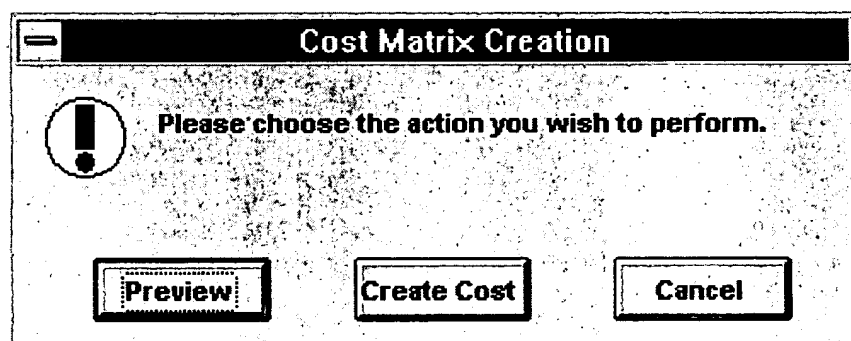 Cost Matrix Creation
Please choose the action you wish to perform.
Preview Create Cost Cancel